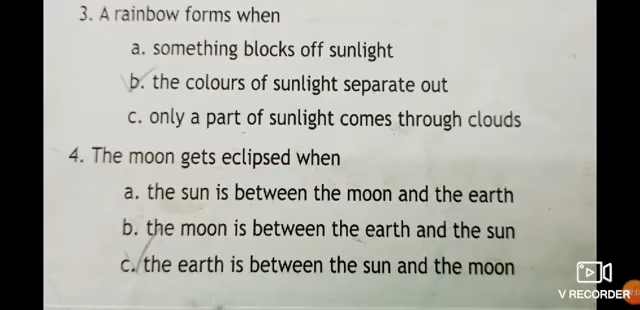 3. A rainbow forms when
a. something blocks off sunlight
b. the colours of sunlight separate out
c. only a part of sunlight comes through clouds
4. The moon gets eclipsed when
a. the sun is between the moon and the earth
b. the moon is between the earth and the sun
c. the earth is between the sun and the moon
V RECORDER